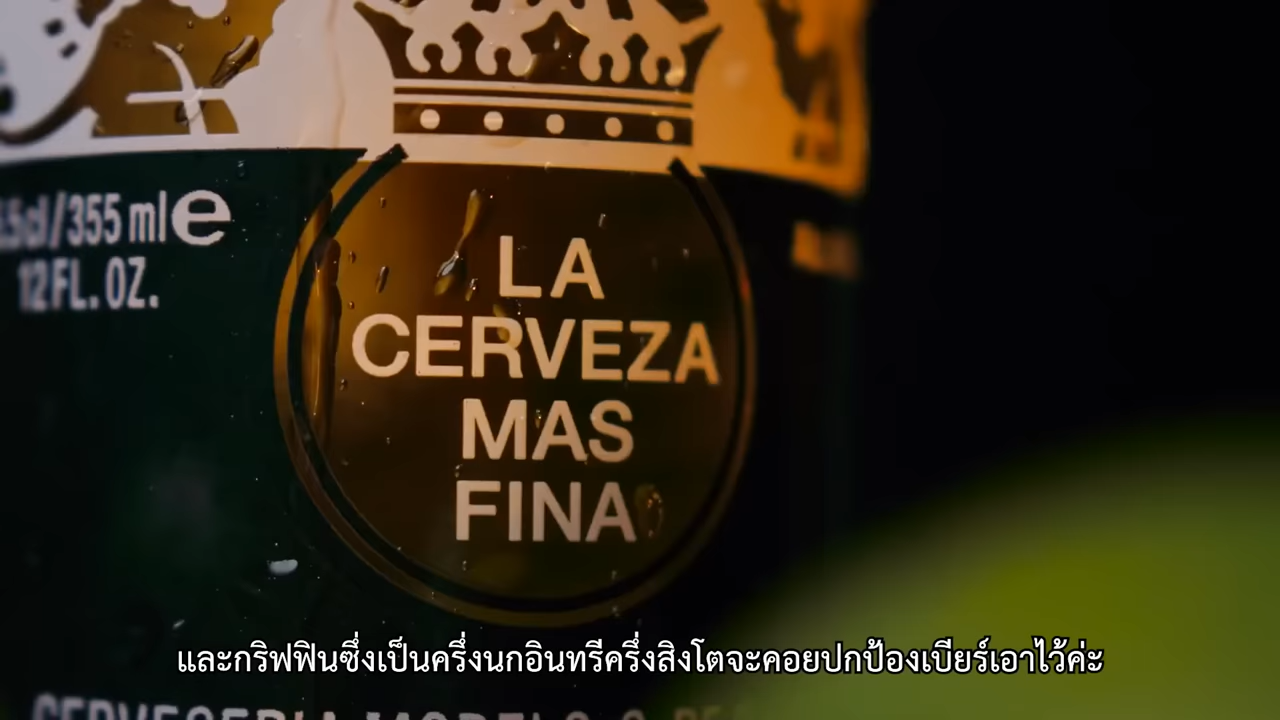 355 ml e
12 FL. OZ.
LA
CERVEZA
MAS
FINA
และกริฟฟินซึ่งเป็นครึ่งนกอินทรีครึ่งสิงโตจะคอยปกป้องเบียร์เอาไว้ค่ะ